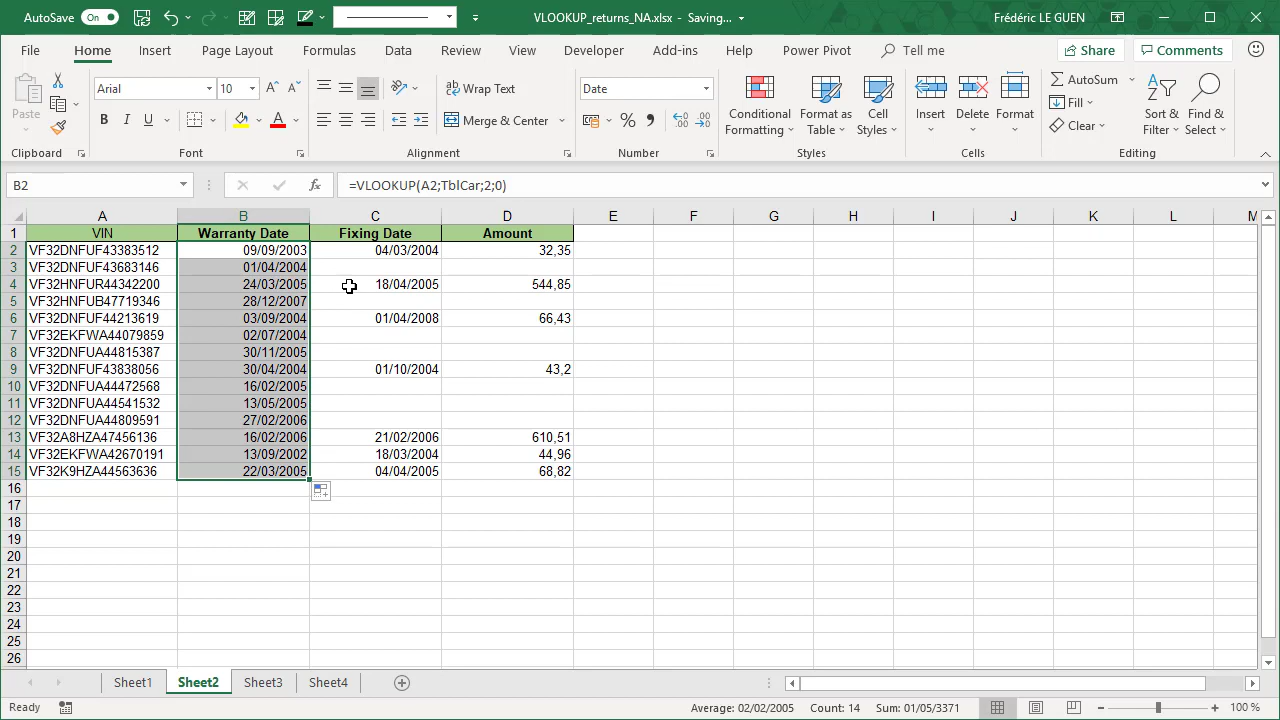 AutoSave On VLOOKUP_returns_NA.xlsx - Saving... Frédéric LE GUEN
File Home Insert Page Layout Formulas Data Review View Developer Add-ins Help Power Pivot Tell me Share Comments
Paste Arial 10 A A Wrap Text Date Conditional Formatting Format as Table Cell Styles Insert Delete Format AutoSum Fill Clear Sort & Filter Find & Select
B I U A Merge & Center %
Clipboard Font Alignment Number Styles Cells Editing
B2 fx =VLOOKUP(A2;TblCar;2;0)
A B C D E F G H I J K L M
1 VIN Warranty Date Fixing Date Amount
2 VF32DNFUF43383512 09/09/2003 04/03/2004 32,35
3 VF32DNFUF43683146 01/04/2004
4 VF32HNFUR44342200 24/03/2005 18/04/2005 544,85
5 VF32HNFUB47719346 28/12/2007
6 VF32DNFUF44213619 03/09/2004 01/04/2008 66,43
7 VF32EKFWA44079859 02/07/2004
8 VF32DNFUA44815387 30/11/2005
9 VF32DNFUF43838056 30/04/2004 01/10/2004 43,2
10 VF32DNFUA44472568 16/02/2005
11 VF32DNFUA44541532 13/05/2005
12 VF32DNFUA44809591 27/02/2006
13 VF32A8HZA47456136 16/02/2006 21/02/2006 610,51
14 VF32EKFWA42670191 13/09/2002 18/03/2004 44,96
15 VF32K9HZA44563636 22/03/2005 04/04/2005 68,82
16
17
18
19
20
21
22
23
24
25
26
Sheet1 Sheet2 Sheet3 Sheet4
Ready Average: 02/02/2005 Count: 14 Sum: 01/05/3371 100 %